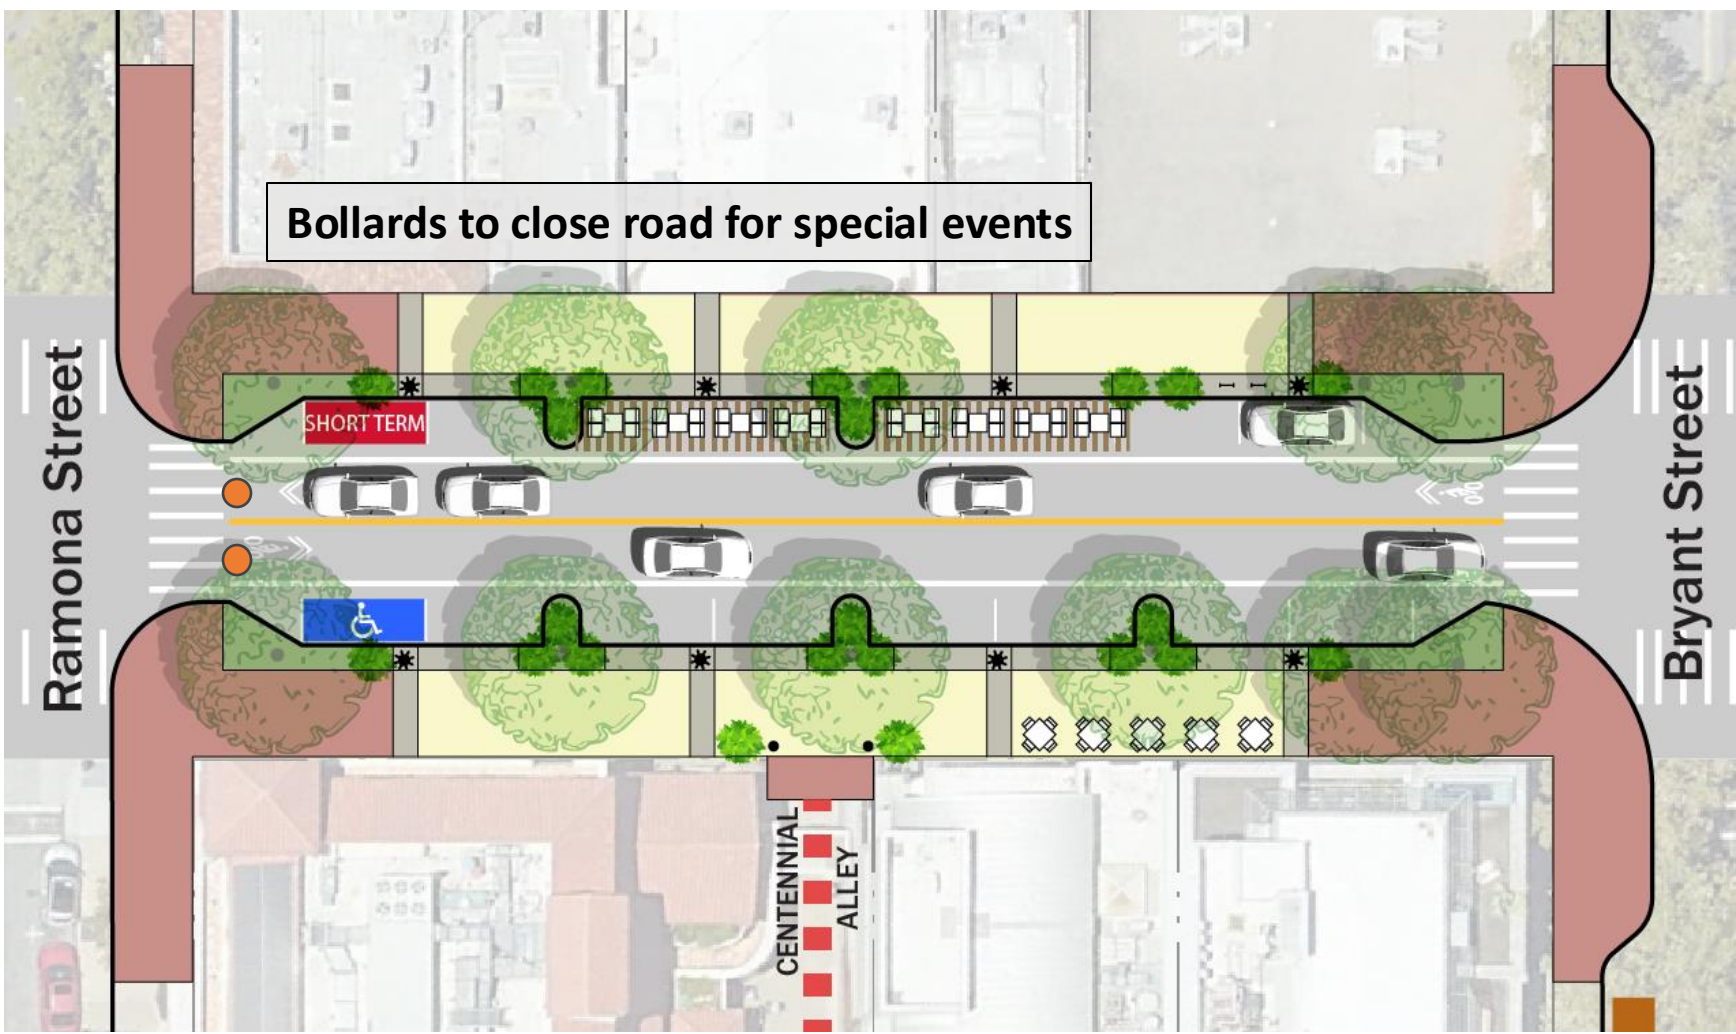 Bollards to close road for special events
Ramona Street
SHORT TERM
Bryant Street
CENTENNIAL
ALLEY